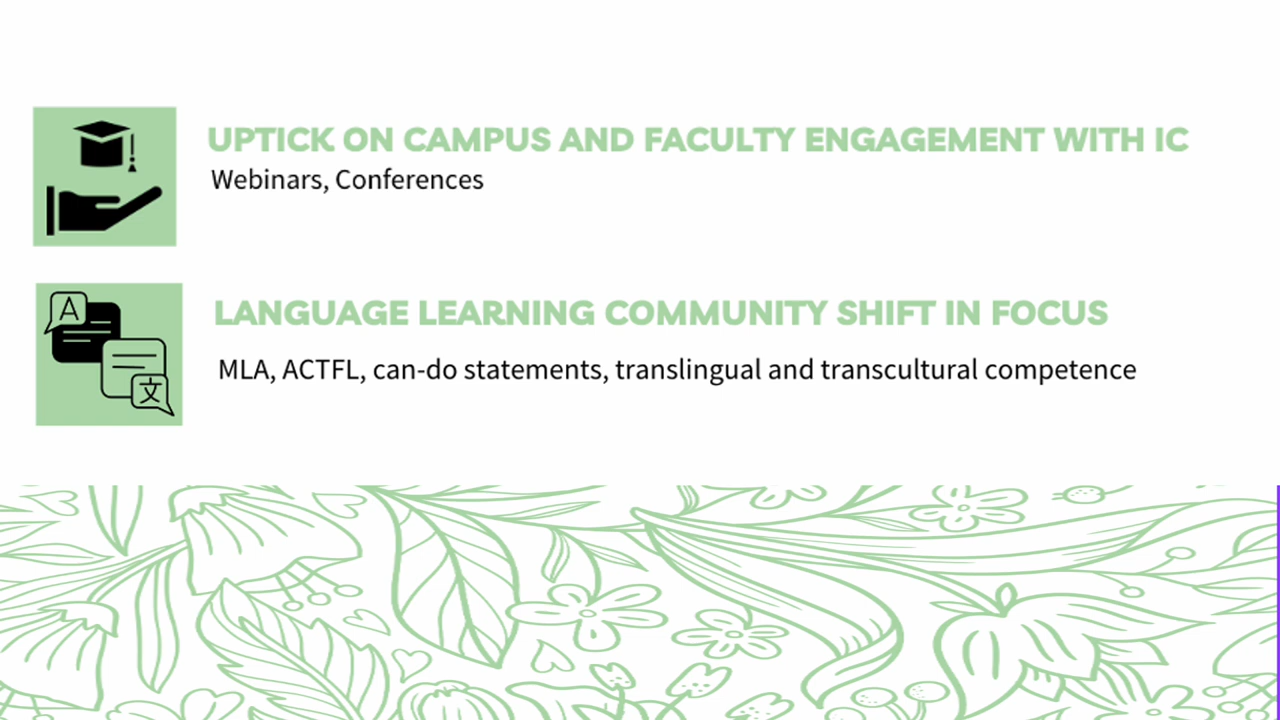 UPTICK ON CAMPUS AND FACULTY ENGAGEMENT WITH IC
Webinars, Conferences
LANGUAGE LEARNING COMMUNITY SHIFT IN FOCUS
A
MLA, ACTFL, can-do statements, translingual and transcultural competence
文